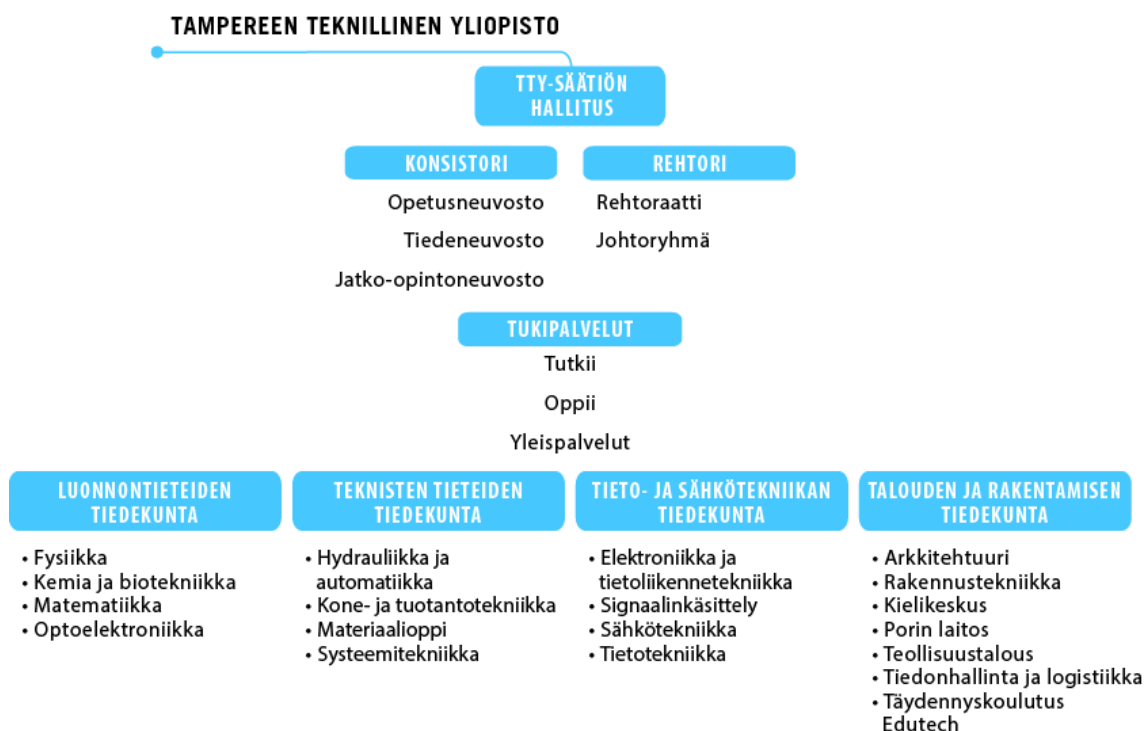 TAMPEREEN TEKNILLINEN YLIOPISTO
TTY-SÄÄTIÖN
HALLITUS
KONSISTORI
Opetusneuvosto
Tiedeneuvosto
Jatko-opintoneuvosto
REHTORI
Rehtoraatti
Johtoryhmä
TUKIPALVELUT
Tutkii
Oppii
Yleispalvelut
LUONNONTIETEIDEN
TIEDEKUNTA
• Fysiikka
• Kemia ja biotekniikka
• Matematiikka
• Optoelektroniikka
TEKNISTEN TIETEIDEN
TIEDEKUNTA
• Hydrauliikka ja
automatiikka
• Kone- ja tuotantotekniikka
• Materiaalioppi
• Systeemitekniikka
TIETO- JA SÄHKÖTEKNIIKAN
TIEDEKUNTA
• Elektroniikka ja
tietoliikennetekniikka
• Signaalinkäsittely
• Sähkötekniikka
• Tietotekniikka
TALOUDEN JA RAKENTAMISEN
TIEDEKUNTA
• Arkkitehtuuri
• Rakennustekniikka
• Kielikeskus
• Porin laitos
• Teollisuustalous
• Tiedonhallinta ja logistiikka
• Täydennyskoulutus
Edutech